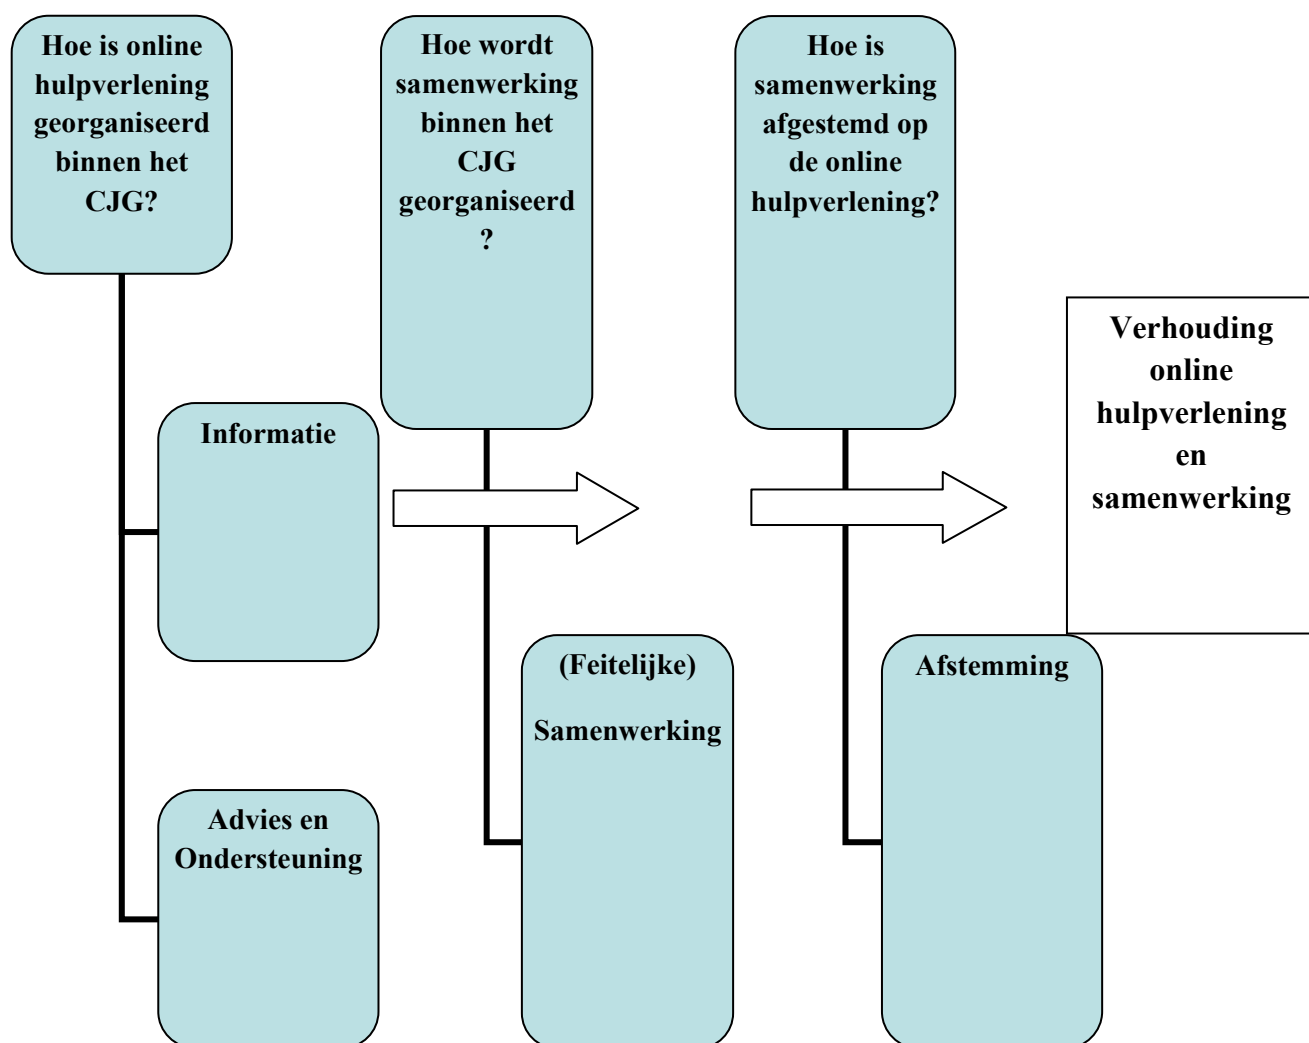 Hoe is online
hulpverlening
georganiseerd
binnen het
CJG?
Hoe wordt
samenwerking
binnen het
CJG
georganiseerd
?
Hoe is
samenwerking
afgestemd op
de online
hulpverlening?
Verhouding
online
hulpverlening
en
samenwerking
Informatie
(Feitelijke)
Samenwerking
Afstemming
Advies en
Ondersteuning